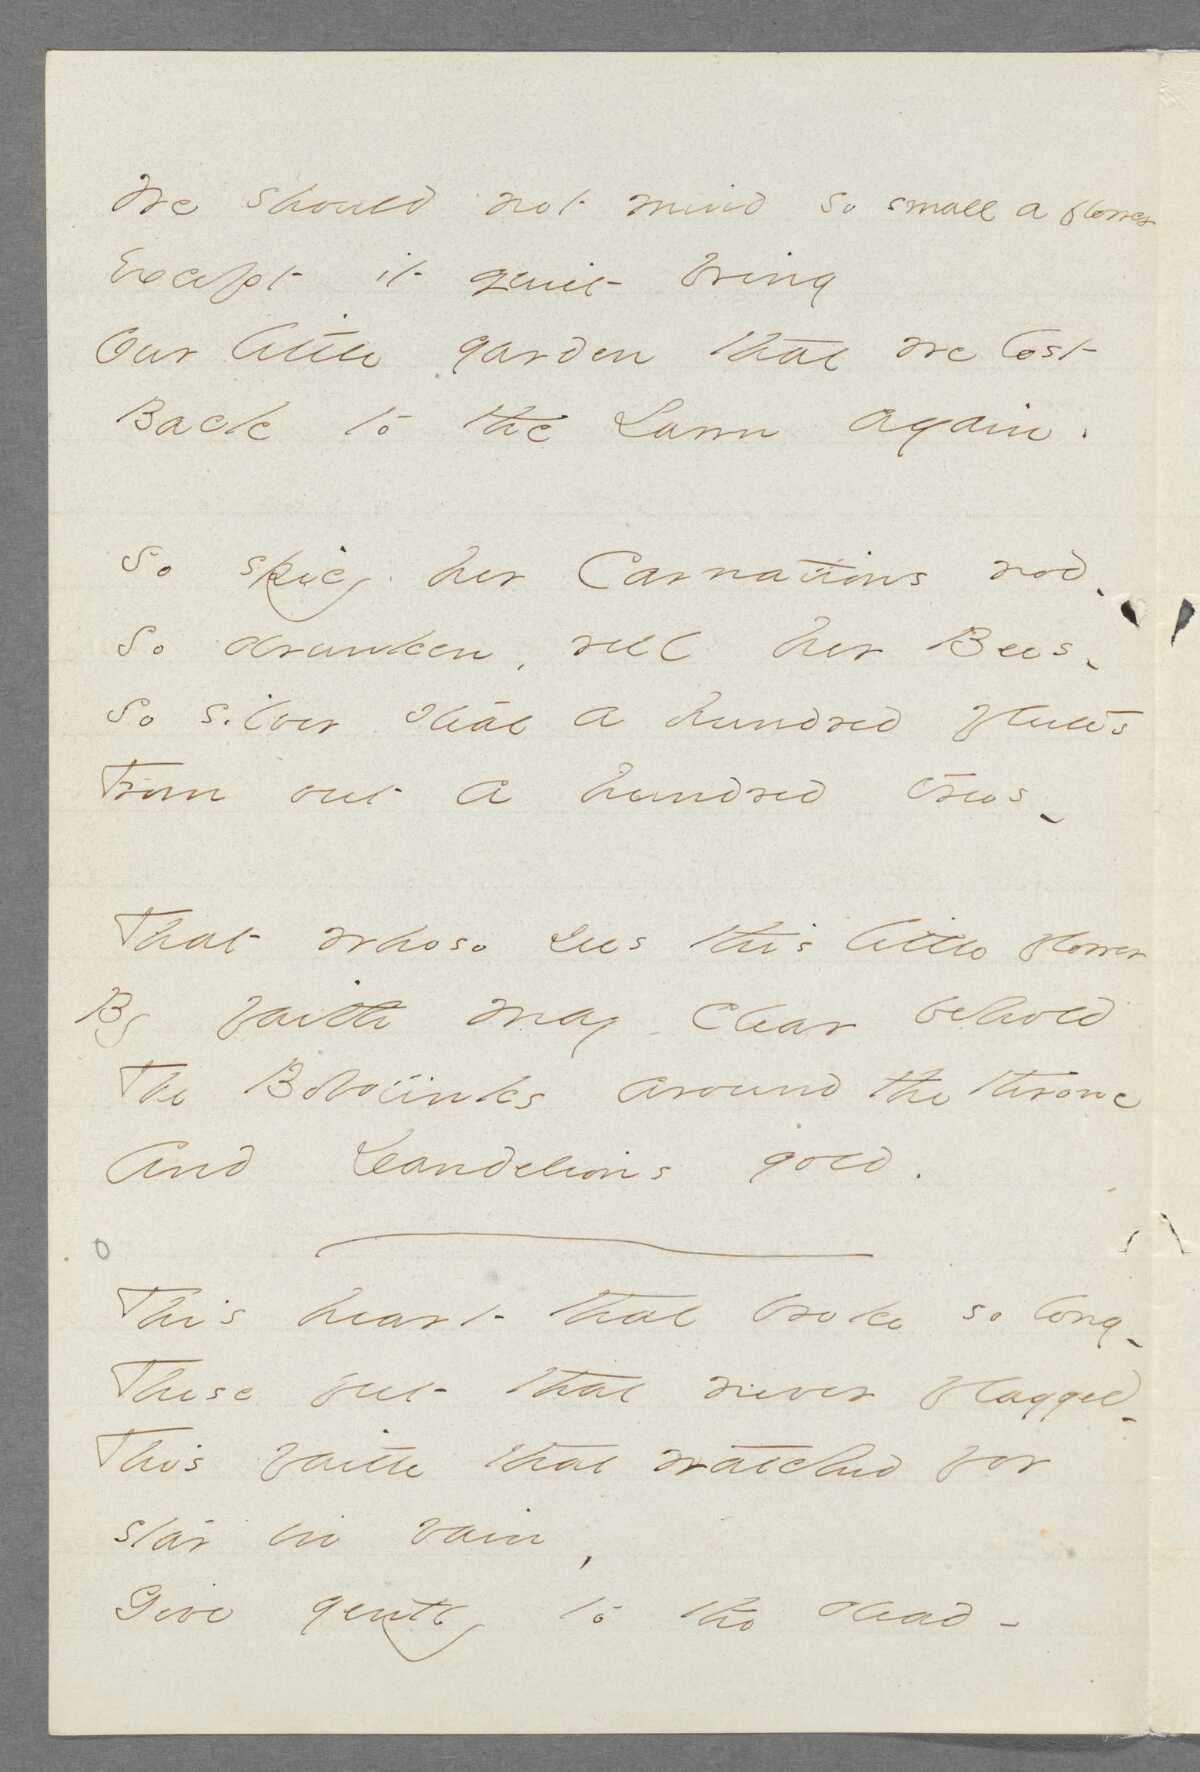 We should not mind so small a flower
Except it quiet bring
Our little garden that we lost
Back to the Lawn again.
So spicy her Carnations nod -
So drunken, reel her Bees -
So silver steal a hundred flutes
From out a hundred trees -
That whoso sees this little flower
By faith may clear behold
The Bobolinks around the throne
And Dandelions gold.
This heart that broke so long -
These feet that never flagged -
This faith that watched for
star in vain,
Give gently to the dead -